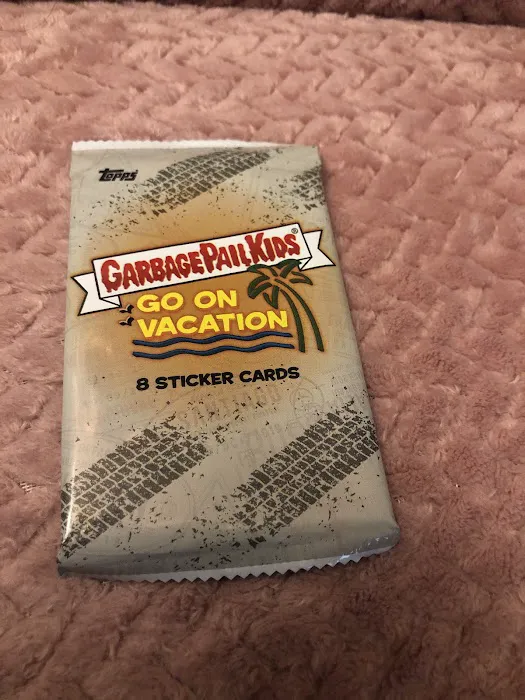 Topps
GARBAGE PAIL KIDS®
GO ON
VACATION
8 STICKER CARDS